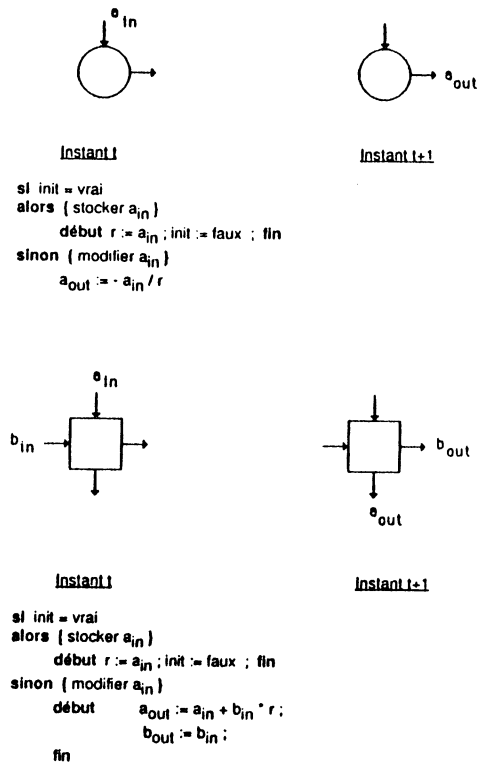 a_in
a_out
Instant t
Instant t+1
si init = vrai
alors { stocker a_in }
début r := a_in ; init := faux ; fin
sinon { modifier a_in }
a_out := - a_in / r
a_in
b_in
b_out
a_out
Instant t
Instant t+1
si init = vrai
alors { stocker a_in }
début r := a_in ; init := faux ; fin
sinon { modifier a_in }
début a_out := a_in + b_in * r ;
b_out := b_in ;
fin